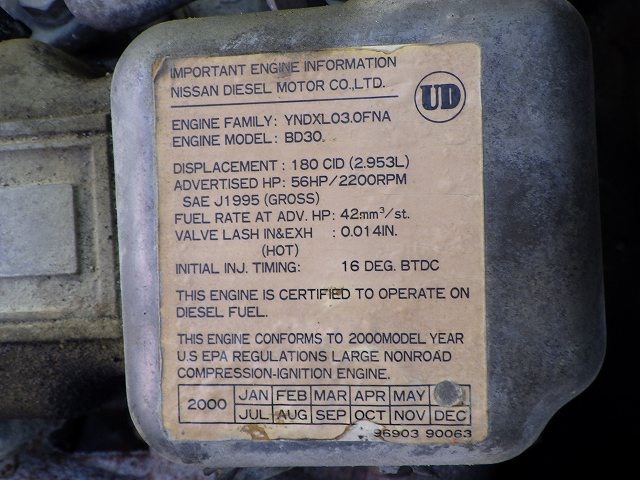 IMPORTANT ENGINE INFORMATION
NISSAN DIESEL MOTOR CO.,LTD.
UD
ENGINE FAMILY: YNDXL03.0FNA
ENGINE MODEL: BD30.
DISPLACEMENT : 180 CID (2.953L)
ADVERTISED HP: 56HP/2200RPM
SAE J1995 (GROSS)
FUEL RATE AT ADV. HP: 42mm³/st.
VALVE LASH IN&EXH : 0.014IN.
(HOT)
INITIAL INJ. TIMING: 16 DEG. BTDC
THIS ENGINE IS CERTIFIED TO OPERATE ON
DIESEL FUEL.
THIS ENGINE CONFORMS TO 2000MODEL YEAR
U.S EPA REGULATIONS LARGE NONROAD
COMPRESSION-IGNITION ENGINE.
2000 JAN FEB MAR APR MAY
JUL AUG SEP OCT NOV DEC
96903 90063